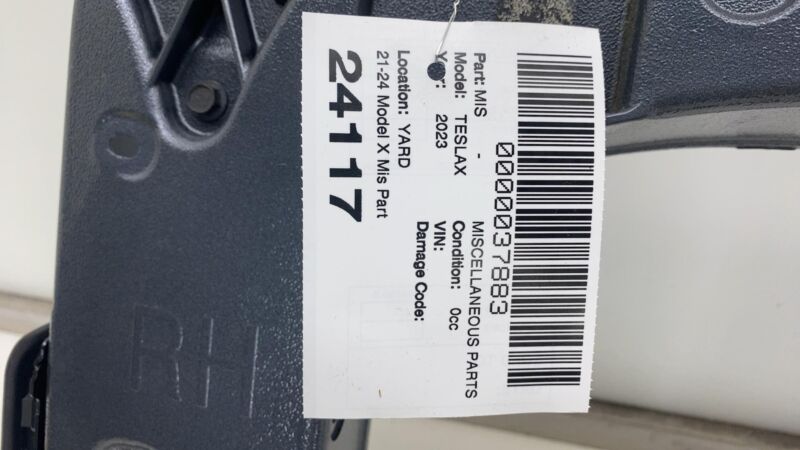 0000037883
Part: MIS - MISCELLANEOUS PARTS
Model: TESLAX Condition: 0cc
Year: 2023 VIN:
Damage Code:
Location: YARD
21-24 Model X Mis Part
24117
RH